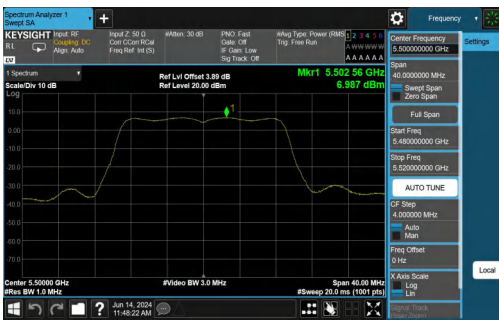 Spectrum Analyzer 1
Swept SA
Frequency
KEYSIGHT
Input: RF
Input Z: 50 Ω
#Atten: 30 dB
PNO: Fast
#Avg Type: Power (RMS
1 2 3 4 5 6
RL
Coupling: DC
Corr CCorr RCal
Gate: Off
Trig: Free Run
A W W W W W
Align: Auto
Freq Ref: Int (S)
IF Gain: Low
A A A A A A
Sig Track: Off
LXI
1 Spectrum
Ref Lvl Offset 3.89 dB
Mkr1 5.502 56 GHz
Scale/Div 10 dB
Ref Level 20.00 dBm
6.987 dBm
Log
1
10.0
0.00
-10.0
-20.0
-30.0
-40.0
-50.0
-60.0
-70.0
Center 5.50000 GHz
#Video BW 3.0 MHz
Span 40.00 MHz
#Res BW 1.0 MHz
#Sweep 20.0 ms (1001 pts)
Jun 14, 2024
11:48:22 AM
?
Center Frequency
5.500000000 GHz
Settings
Span
40.0000000 MHz
Swept Span
Zero Span
Full Span
Start Freq
5.480000000 GHz
Stop Freq
5.520000000 GHz
AUTO TUNE
CF Step
4.000000 MHz
Auto
Man
Freq Offset
0 Hz
X Axis Scale
Log
Lin
Local
Signal Track